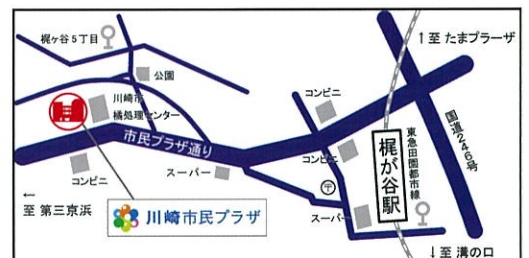 梶ヶ谷5丁目
↑至 たまプラーザ
公園
コンビニ
川崎市
橘処理センター
国道246号
市民プラザ通り
コンビニ
東急田園都市線
梶が谷駅
コンビニ
スーパー
〒
←
至 第三京浜
川崎市民プラザ
スーパー
↓至 溝の口